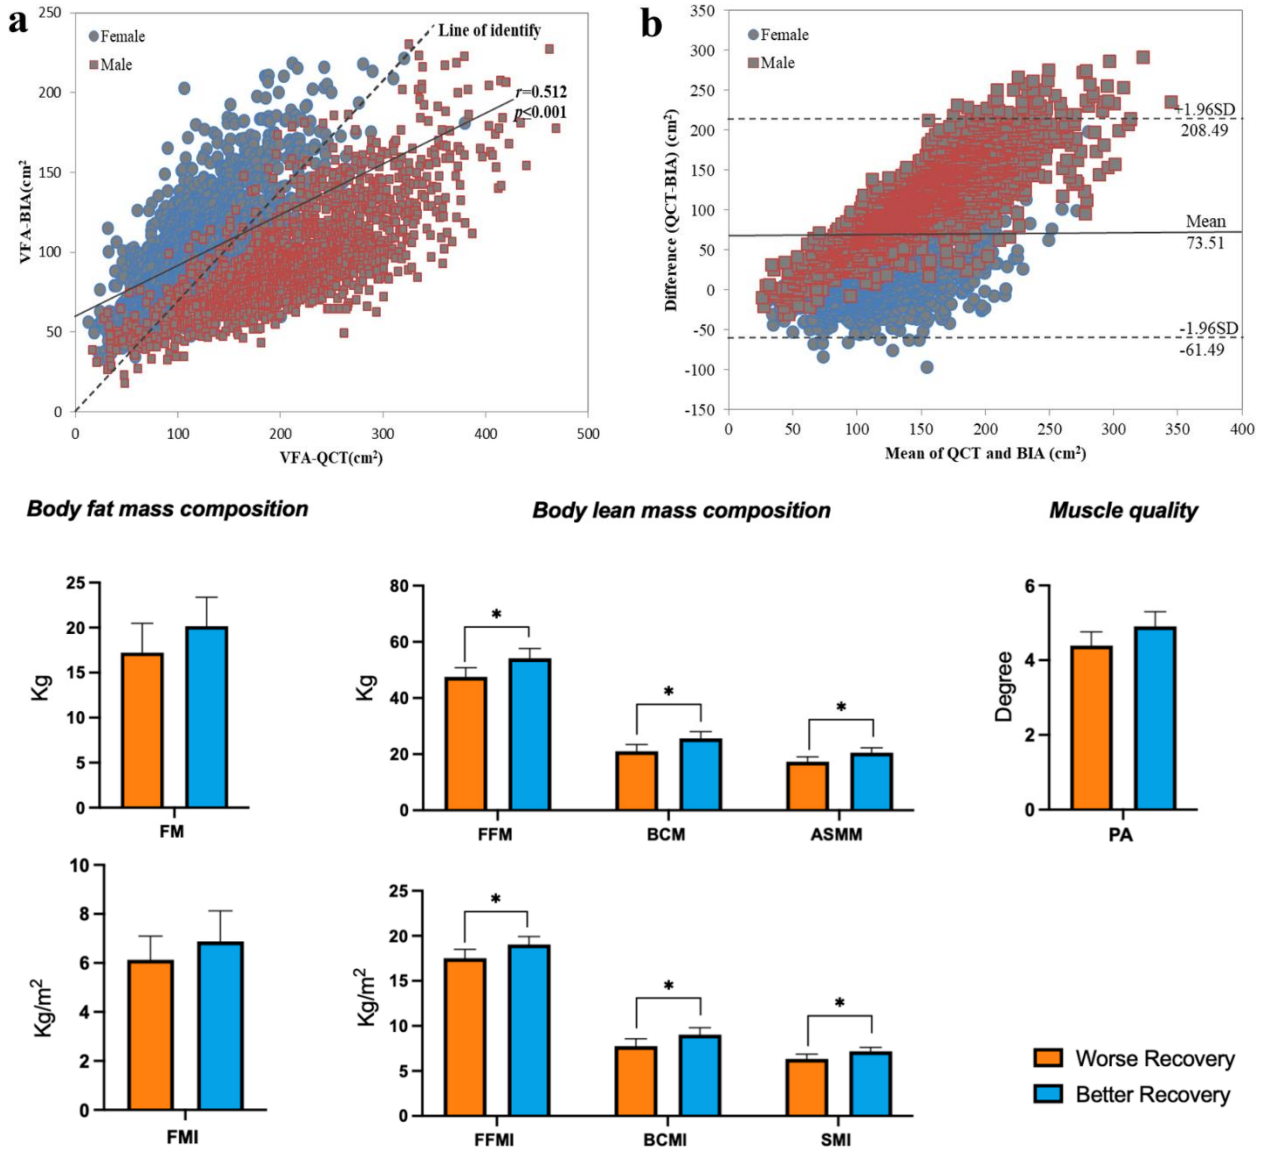 a
250
200
150
100
50
0
VFA-BIA(cm²
Female
Male
Line of identify
r=0.512
p<0.001
0 100 200 300 400 500
VFA-QCT(cm²)
b
350
300
250
200
150
100
50
0
-50
-100
-150
Difference (QCT-BIA) (cm²)
Female
Male
+1.96SD
208.49
Mean
73.51
-1.96SD
-61.49
0 50 100 150 200 250 300 350 400
Mean of QCT and BIA (cm²)
Body fat mass composition
Body lean mass composition
Muscle quality
25
20
15
10
5
0
Kg
FM
80
60
40
20
0
Kg
* * *
FFM BCM ASMM
6
4
2
0
Degree
PA
10
8
6
4
2
0
Kg/m²
FMI
25
20
15
10
5
0
Kg/m²
* * *
FFMI BCMI SMI
Worse Recovery
Better Recovery